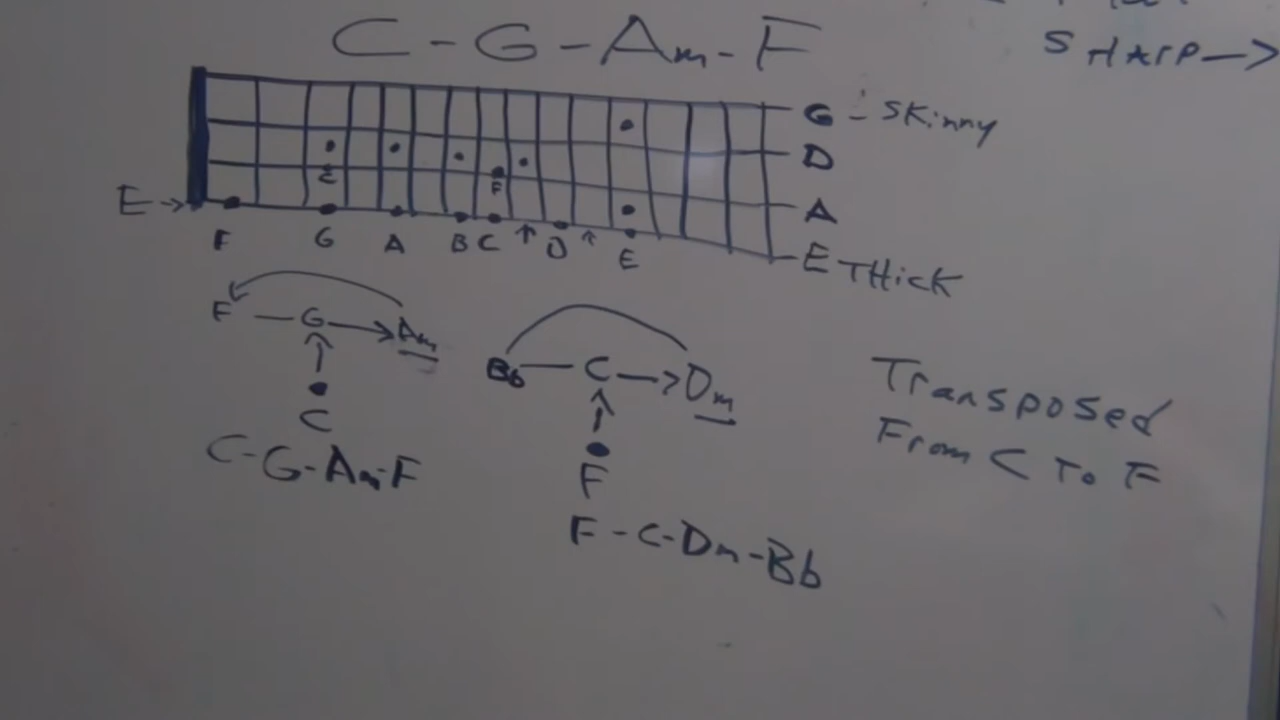 SHARP→
C-G-Am-F
G - SKinny
D
C
F
A
E→
F G A B C ↑ D ↑ E
E THicK
F — G → Am
↑
C
C-G-Am-F
Bb — C → Dm
↑
F
F-C-Dm-Bb
Transposed
From C To F